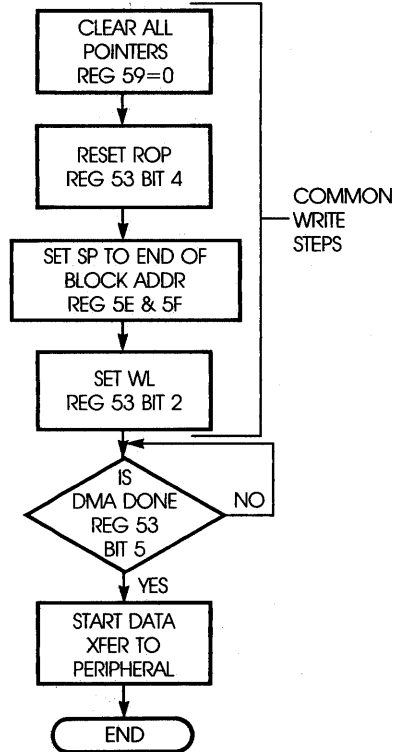 CLEAR ALL
POINTERS
REG 59=0
RESET ROP
REG 53 BIT 4
COMMON
WRITE
STEPS
SET SP TO END OF
BLOCK ADDR
REG 5E & 5F
SET WL
REG 53 BIT 2
IS
DMA DONE
REG 53
BIT 5
NO
YES
START DATA
XFER TO
PERIPHERAL
END